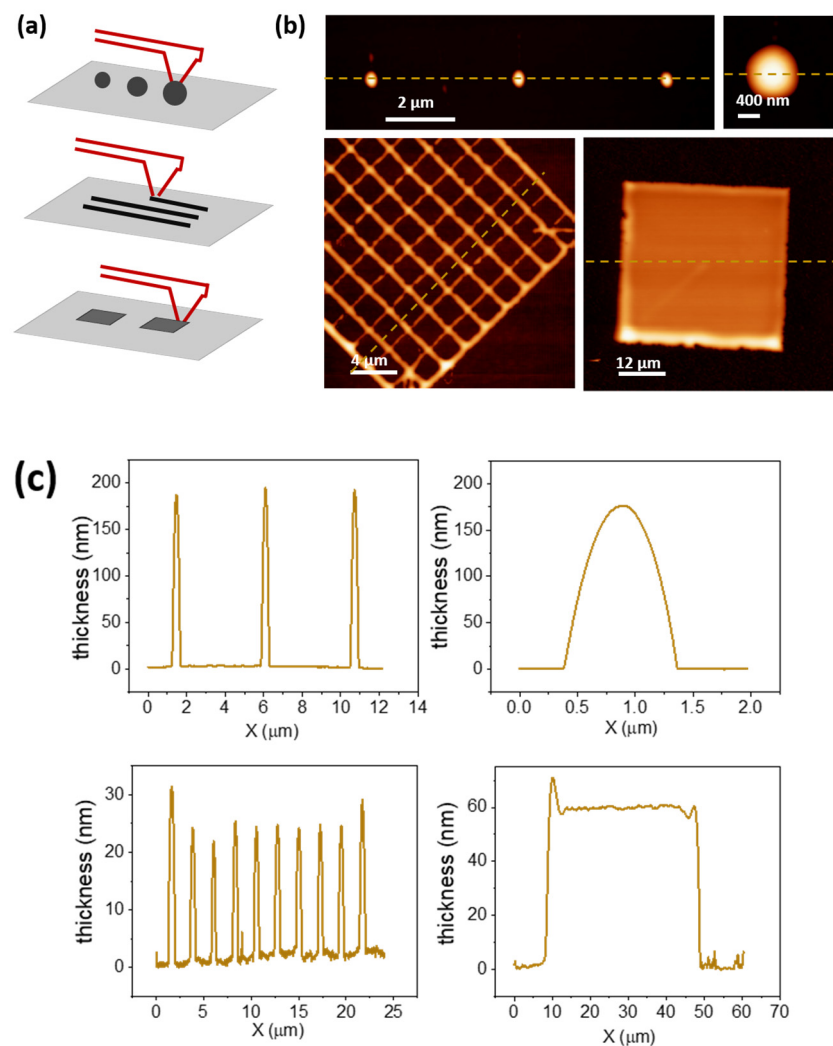 (a)
(b)
2 µm
400 nm
4 µm
12 µm
(c)
thickness (nm)
200
150
100
50
0
0 2 4 6 8 10 12 14
X (µm)
thickness (nm)
200
150
100
50
0
0.0 0.5 1.0 1.5 2.0
X (µm)
thickness (nm)
30
20
10
0
0 5 10 15 20 25
X (µm)
thickness (nm)
60
40
20
0
0 10 20 30 40 50 60 70
X (µm)